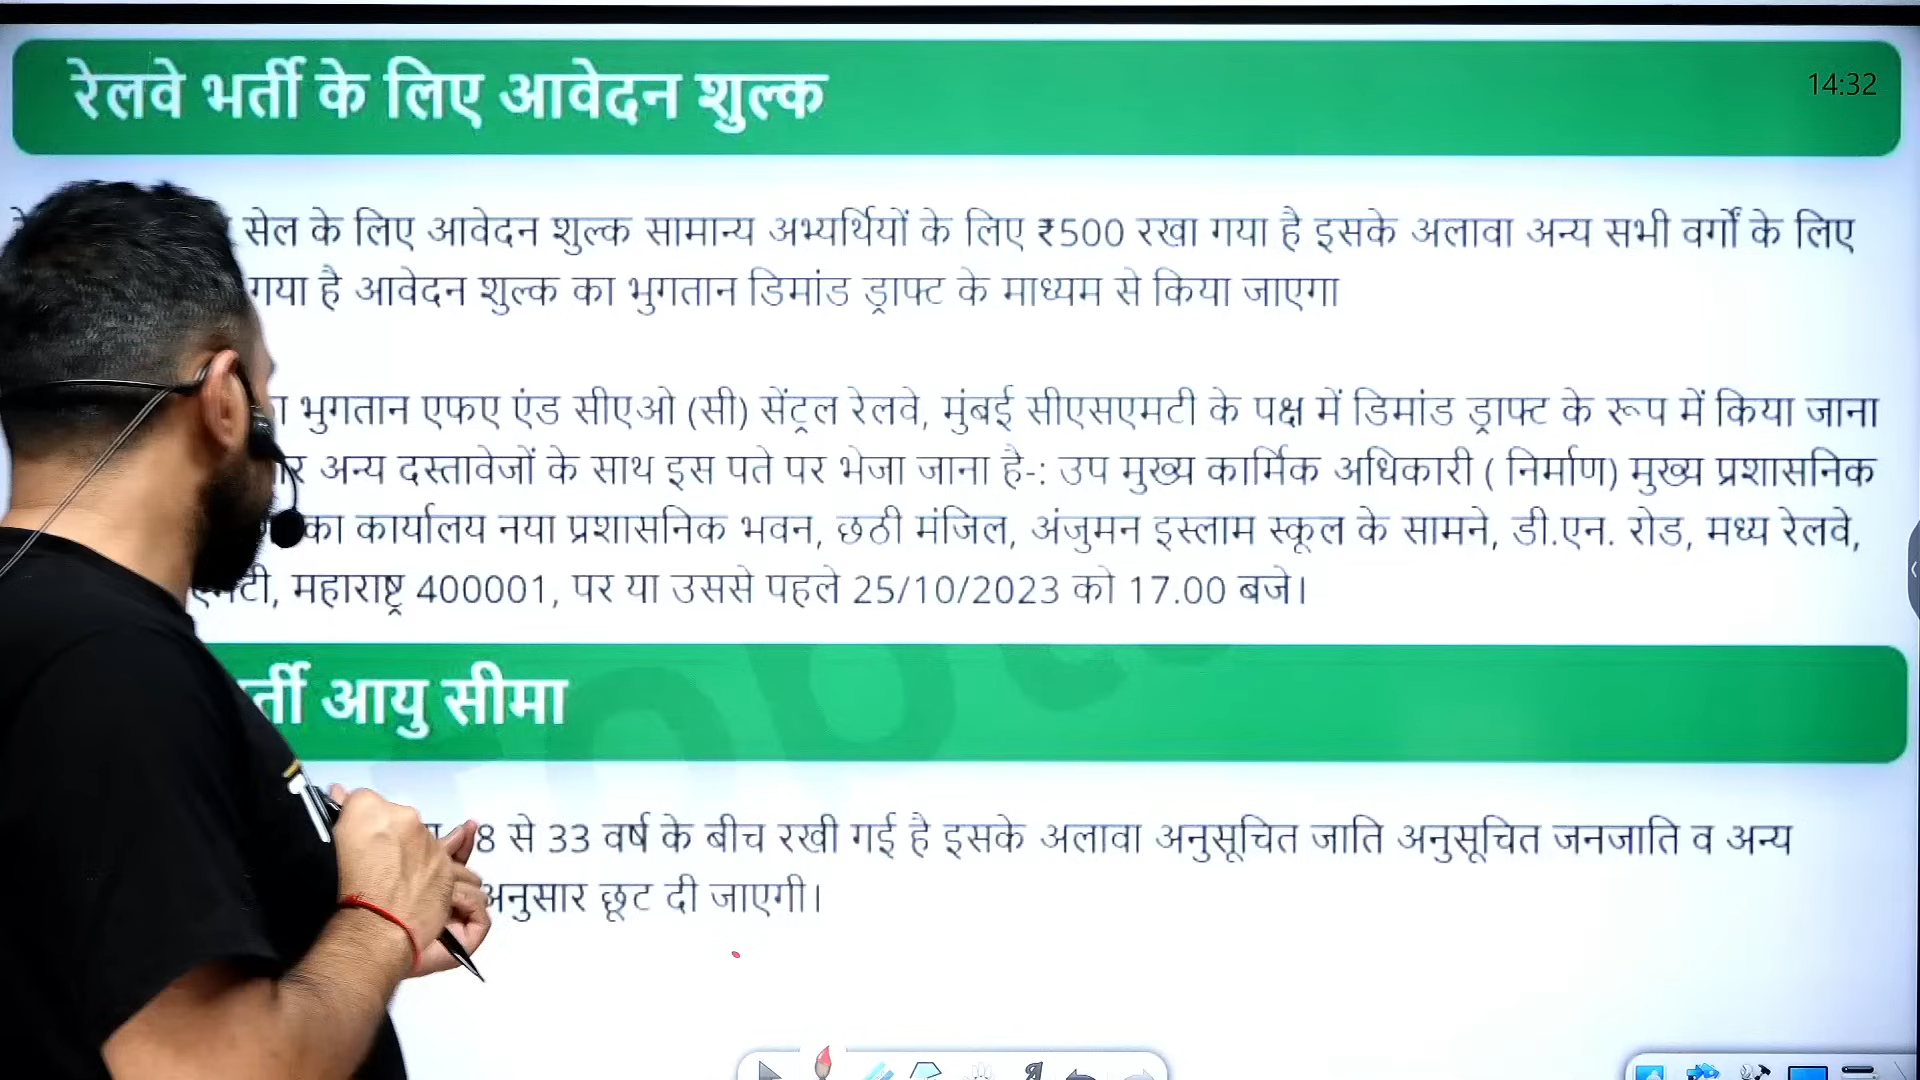 रेलवे भर्ती के लिए आवेदन शुल्क
14:32
सेल के लिए आवेदन शुल्क सामान्य अभ्यर्थियों के लिए ₹500 रखा गया है इसके अलावा अन्य सभी वर्गों के लिए
गया है आवेदन शुल्क का भुगतान डिमांड ड्राफ्ट के माध्यम से किया जाएगा
भुगतान एफए एंड सीएओ (सी) सेंट्रल रेलवे, मुंबई सीएसएमटी के पक्ष में डिमांड ड्राफ्ट के रूप में किया जाना
अन्य दस्तावेजों के साथ इस पते पर भेजा जाना है-: उप मुख्य कार्मिक अधिकारी ( निर्माण) मुख्य प्रशासनिक
का कार्यालय नया प्रशासनिक भवन, छठी मंजिल, अंजुमन इस्लाम स्कूल के सामने, डी.एन. रोड, मध्य रेलवे,
महाराष्ट्र 400001, पर या उससे पहले 25/10/2023 को 17.00 बजे।
र्ती आयु सीमा
8 से 33 वर्ष के बीच रखी गई है इसके अलावा अनुसूचित जाति अनुसूचित जनजाति व अन्य
अनुसार छूट दी जाएगी।